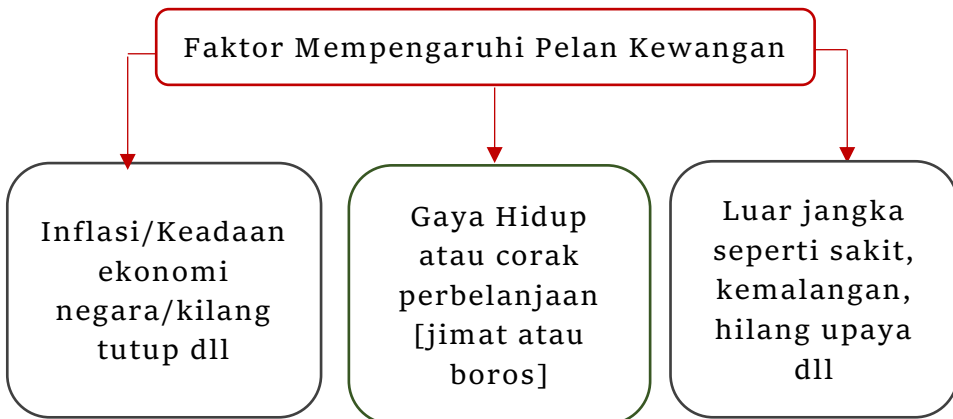 Faktor Mempengaruhi Pelan Kewangan
Inflasi/Keadaan
ekonomi
negara/kilang
tutup dll
Gaya Hidup
atau corak
perbelanjaan
[jimat atau
boros]
Luar jangka
seperti sakit,
kemalangan,
hilang upaya
dll